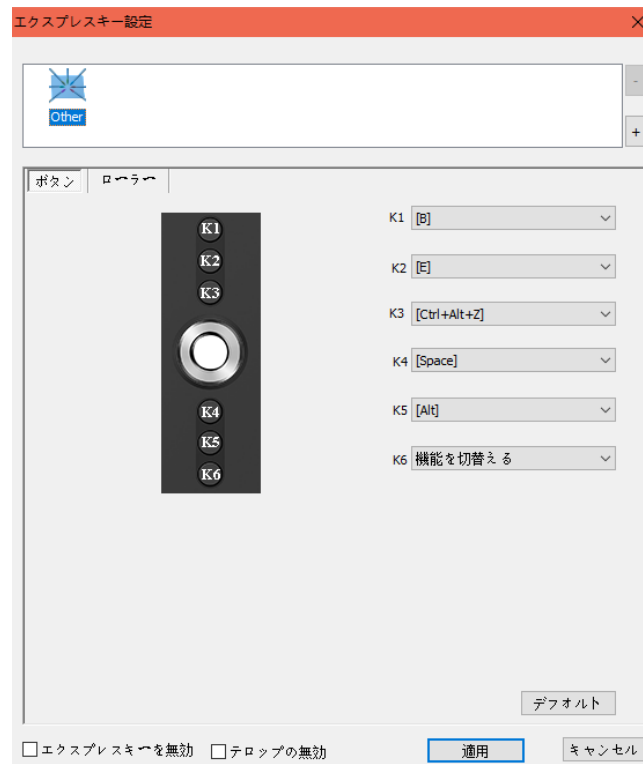 エクスプレスキー設定
Other
-
+
ボタン ローラー
K1
K2
K3
K4
K5
K6
K1 [B]
K2 [E]
K3 [Ctrl+Alt+Z]
K4 [Space]
K5 [Alt]
K6 機能を切替える
デフォルト
エクスプレスキーを無効 テロップの無効 適用 キャンセル